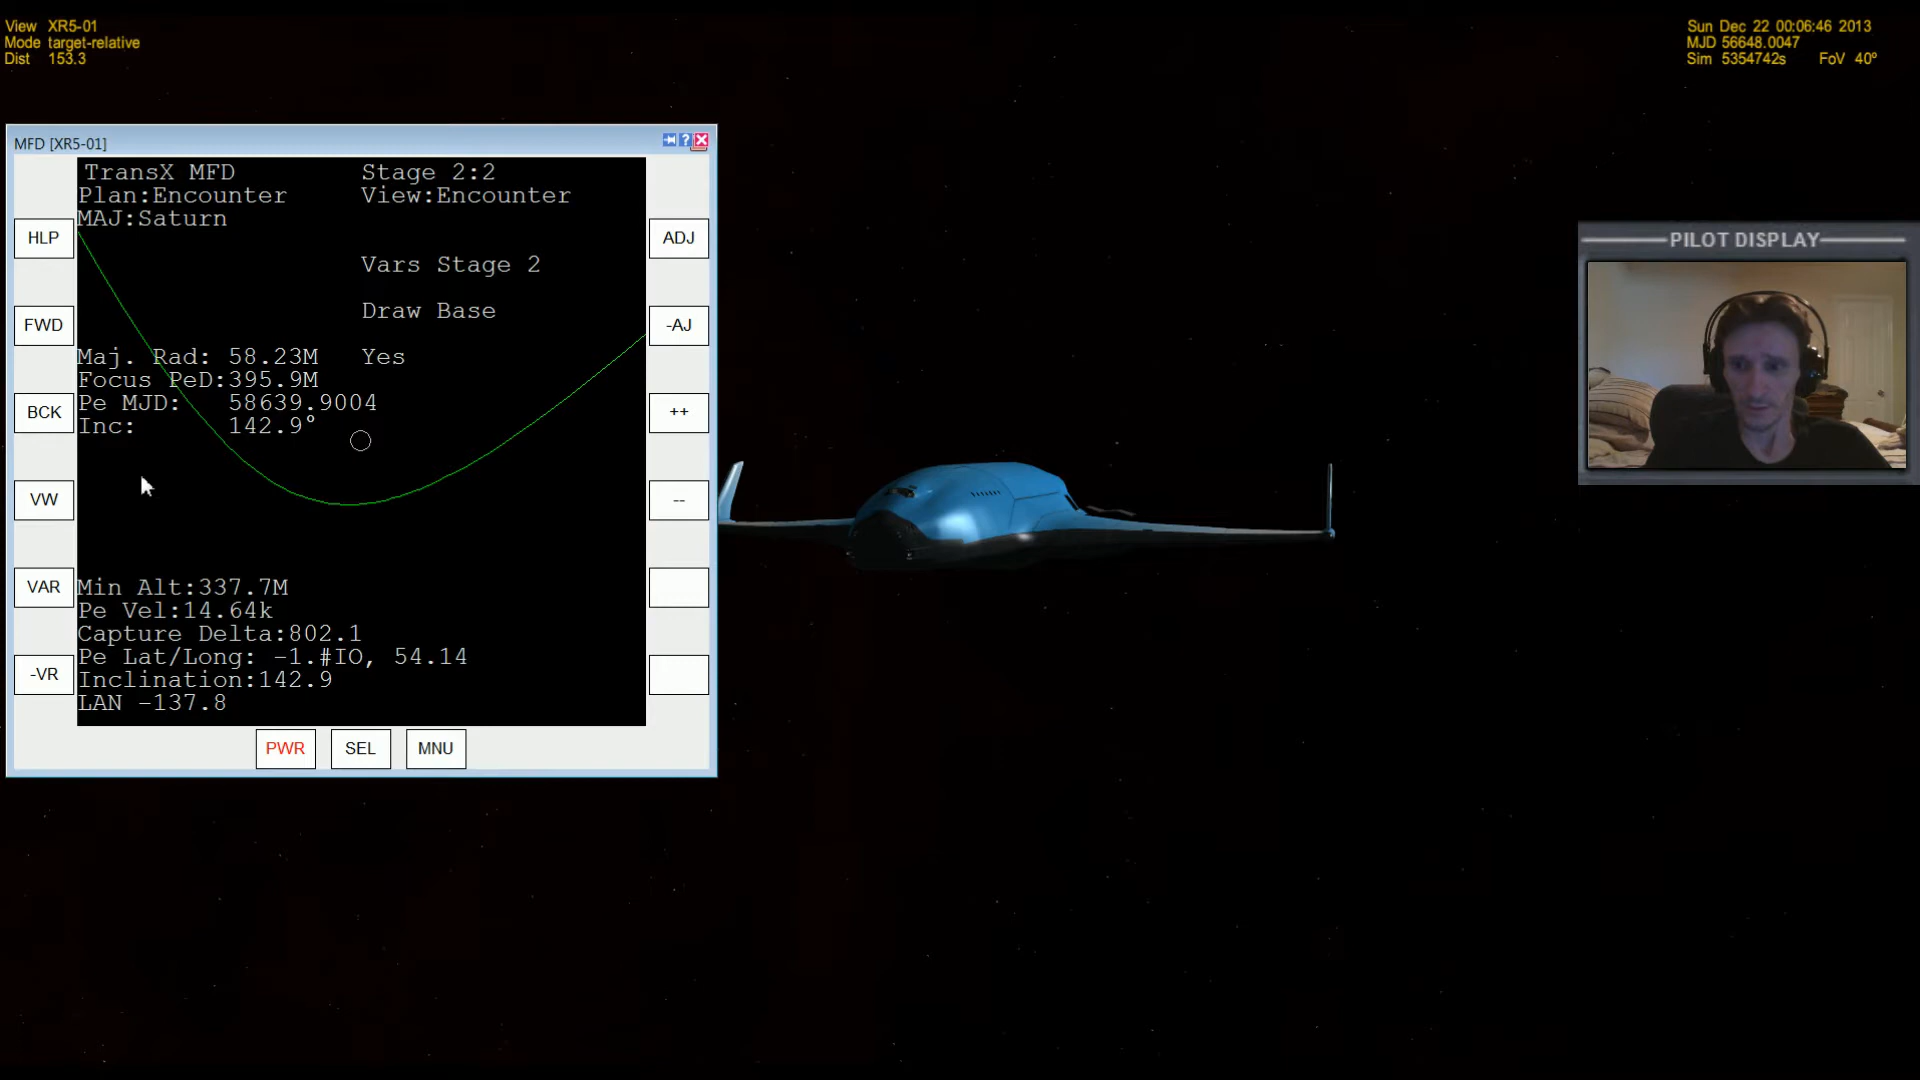 View XR5-01
Mode target-relative
Dist 153.3
Sun Dec 22 00:06:46 2013
MJD 56648.0047
Sim 5354742s FoV 40°
MFD [XR5-01]
?
TransX MFD Stage 2:2
Plan:Encounter View:Encounter
MAJ:Saturn
HLP
ADJ
Vars Stage 2
Draw Base
FWD
-AJ
Maj. Rad: 58.23M Yes
Focus PeD:395.9M
Pe MJD: 58639.9004
BCK
++
Inc: 142.9°
VW
--
VAR
Min Alt:337.7M
Pe Vel:14.64k
Capture Delta:802.1
Pe Lat/Long: -1.#IO, 54.14
-VR
Inclination:142.9
LAN -137.8
PWR SEL MNU
PILOT DISPLAY